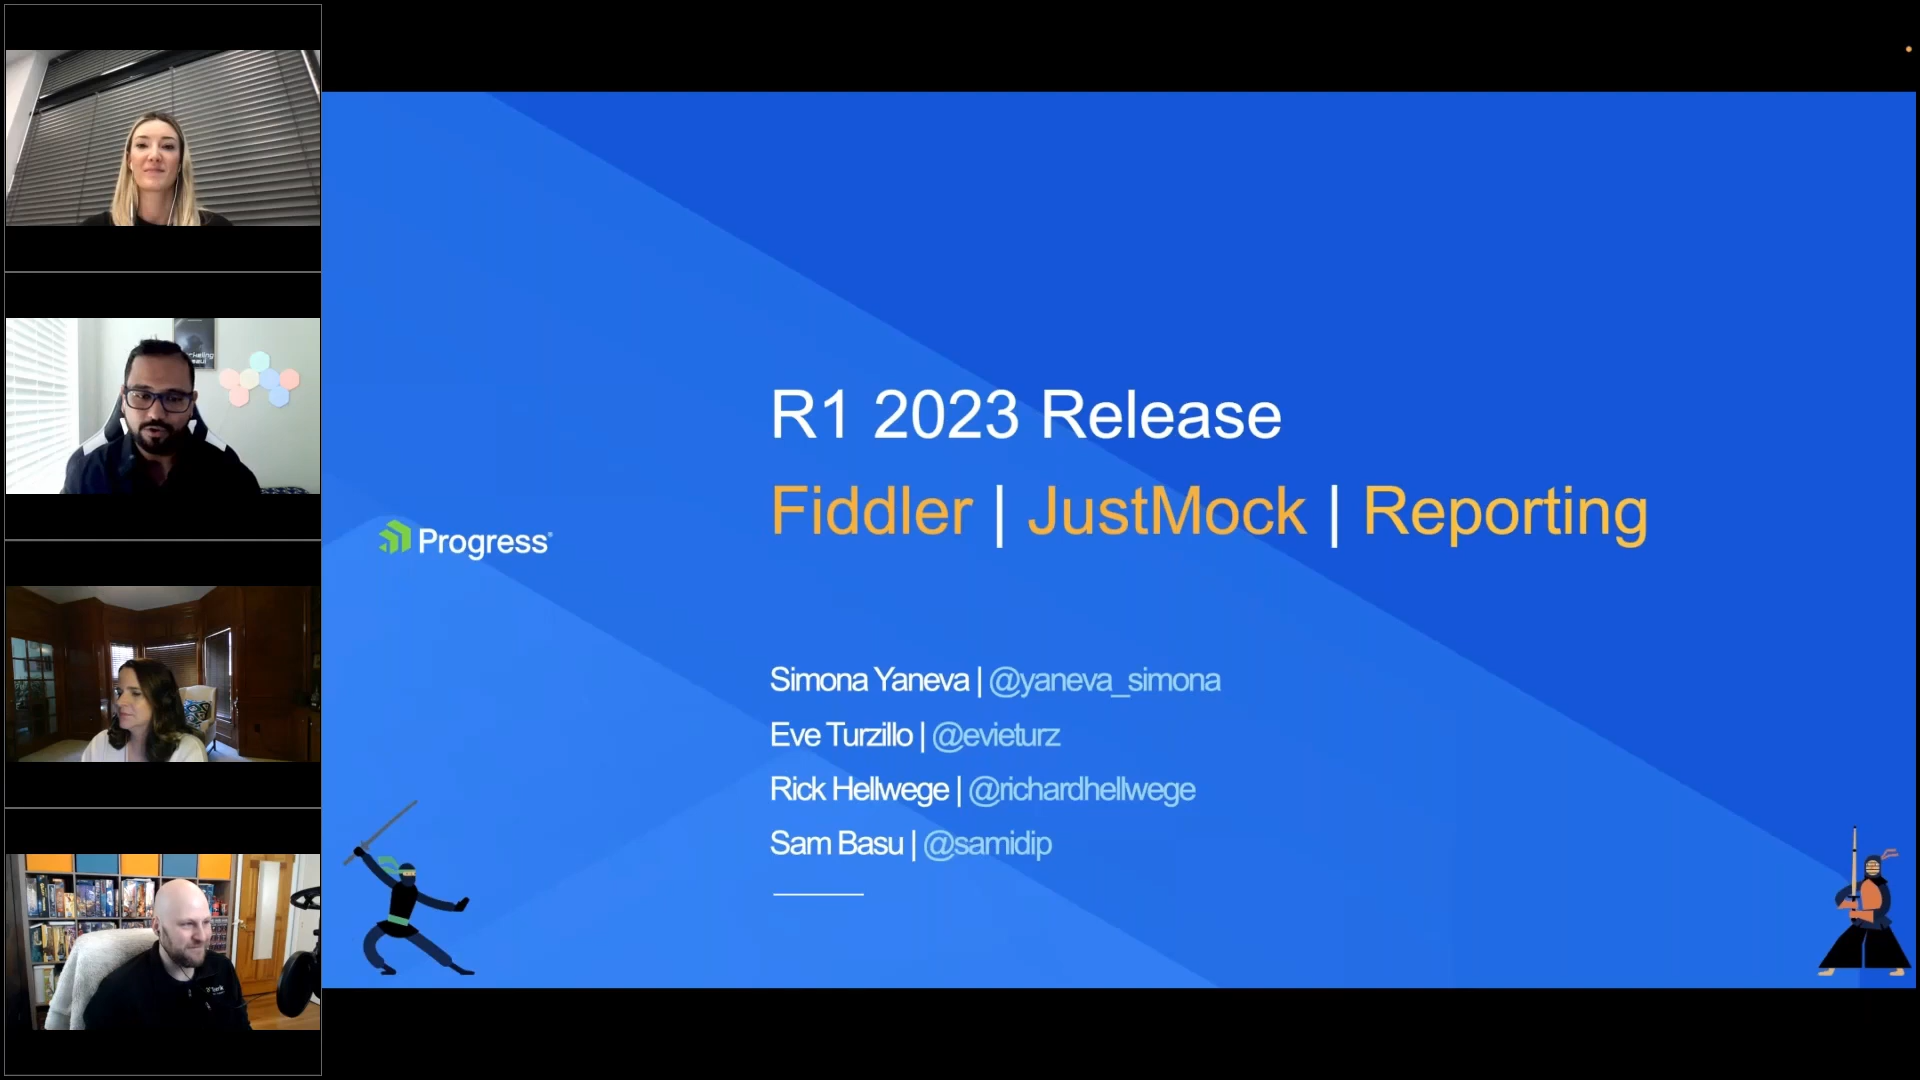 R1 2023 Release
Fiddler | JustMock | Reporting
Progress®
Simona Yaneva | @yaneva_simona
Eve Turzillo | @evieturz
Rick Hellwege | @richardhellwege
Sam Basu | @samidip